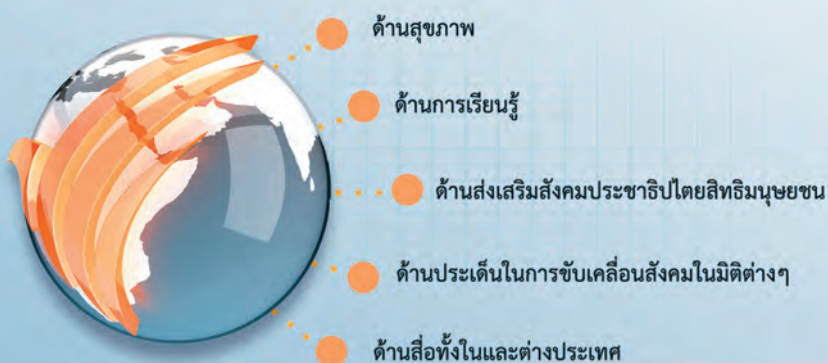 ด้านสุขภาพ
ด้านการเรียนรู้
ด้านส่งเสริมสังคมประชาธิปไตยสิทธิมนุษยชน
ด้านประเด็นในการขับเคลื่อนสังคมในมิติต่างๆ
ด้านสื่อทั้งในและต่างประเทศ